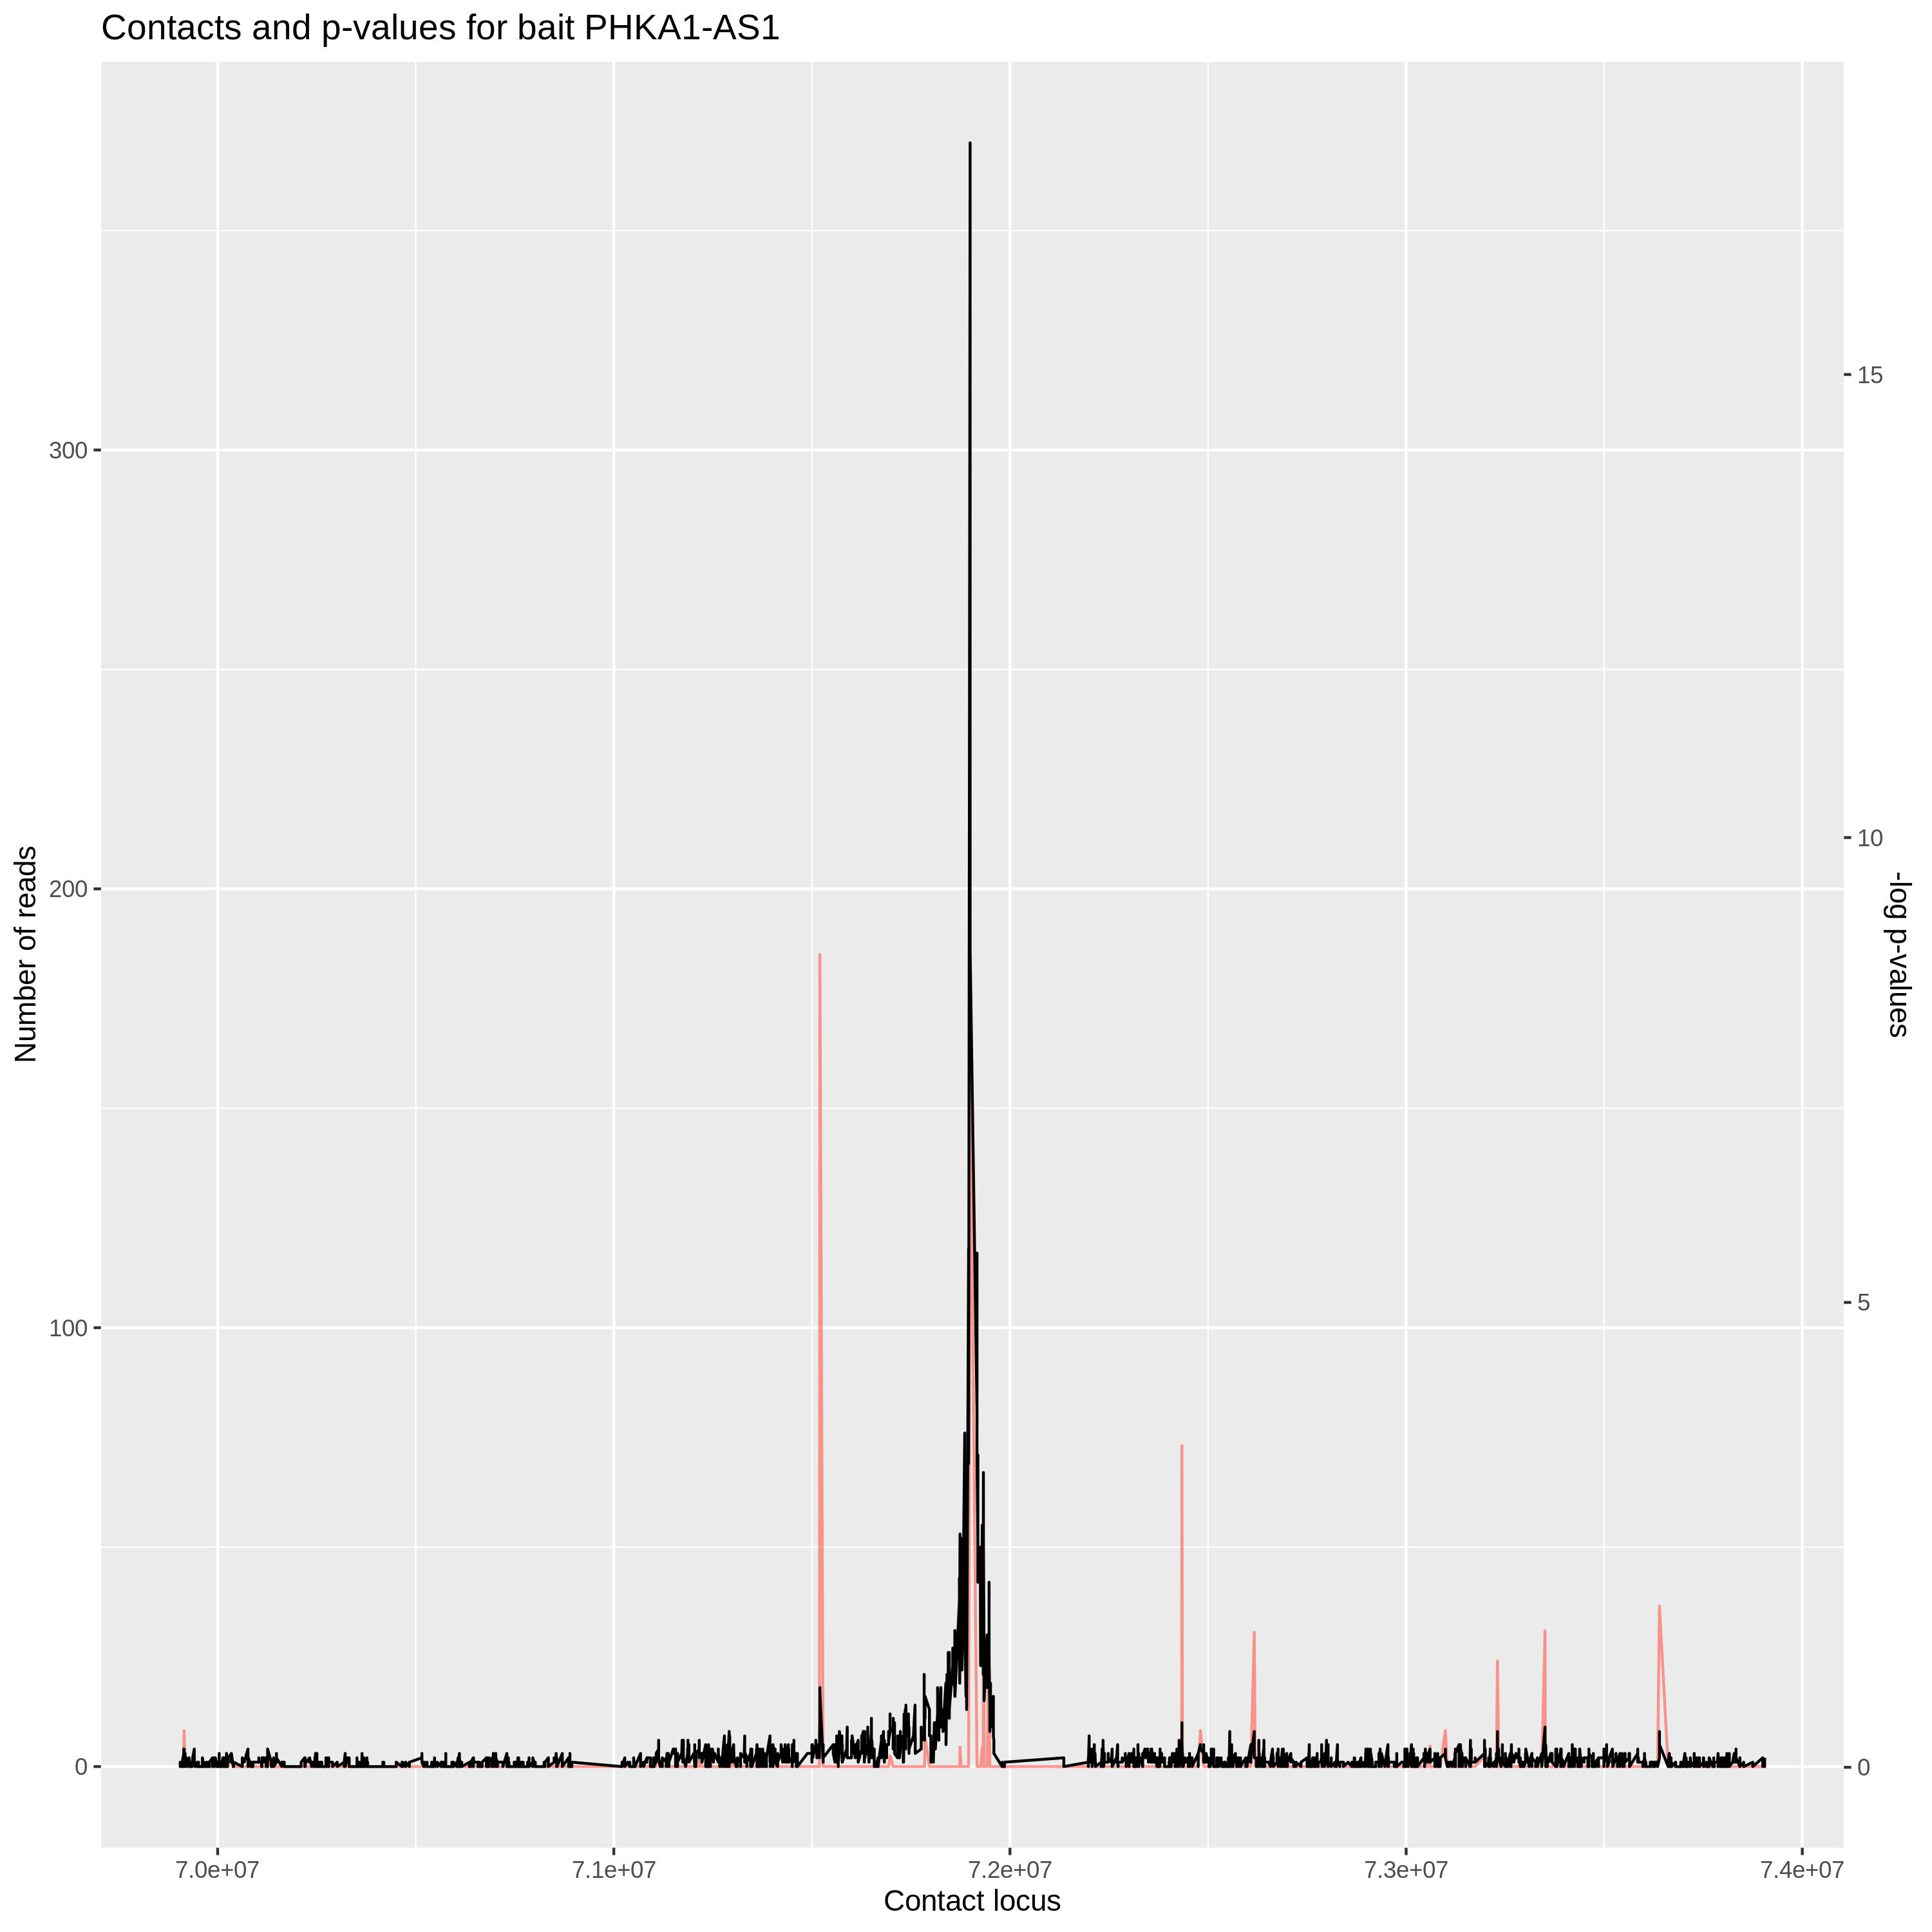 Contacts and p-values for bait PHKA1-AS1
Number of reads
300
200
100
0
15
10
5
0
-log p-values
7.0e+07 7.1e+07 7.2e+07 7.3e+07 7.4e+07
Contact locus